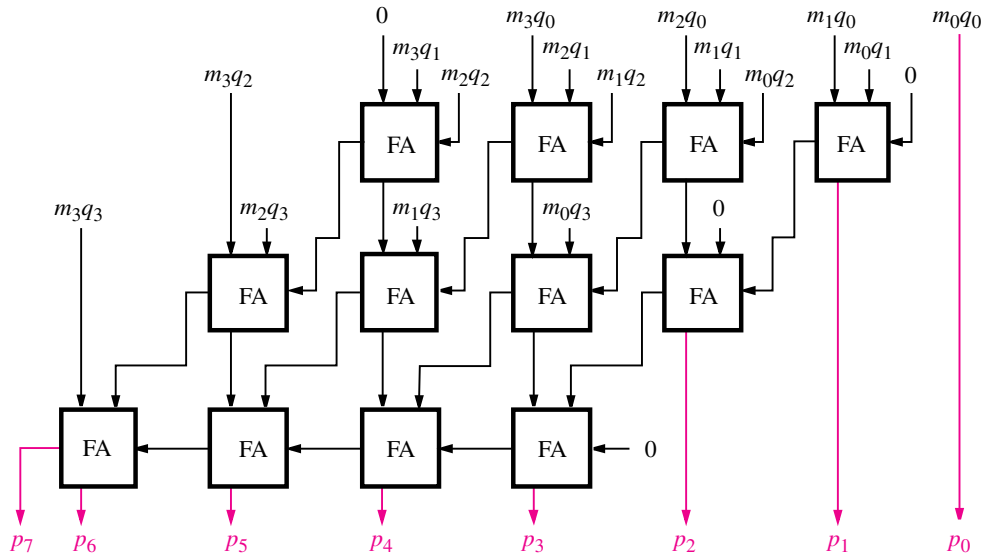 0 m₃q₀ m₂q₀ m₁q₀ m₀q₀
m₃q₁ m₂q₁ m₁q₁ m₀q₁
m₃q₂ m₂q₂ m₁q₂ m₀q₂ 0
FA FA FA FA
m₃q₃ m₂q₃ m₁q₃ m₀q₃ 0
FA FA FA FA
FA FA FA FA 0
p₇ p₆ p₅ p₄ p₃ p₂ p₁ p₀